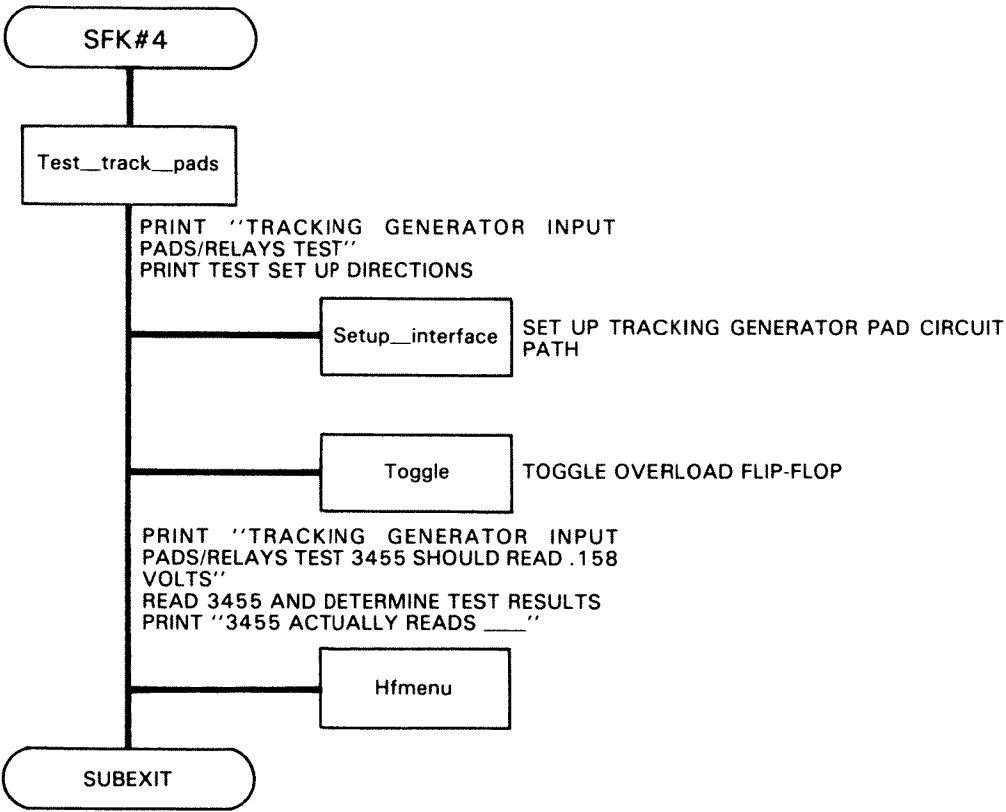 SFK#4
Test__track__pads
PRINT ''TRACKING GENERATOR INPUT
PADS/RELAYS TEST''
PRINT TEST SET UP DIRECTIONS
Setup__interface
SET UP TRACKING GENERATOR PAD CIRCUIT
PATH
Toggle
TOGGLE OVERLOAD FLIP-FLOP
PRINT ''TRACKING GENERATOR INPUT
PADS/RELAYS TEST 3455 SHOULD READ .158
VOLTS''
READ 3455 AND DETERMINE TEST RESULTS
PRINT ''3455 ACTUALLY READS ____''
Hfmenu
SUBEXIT